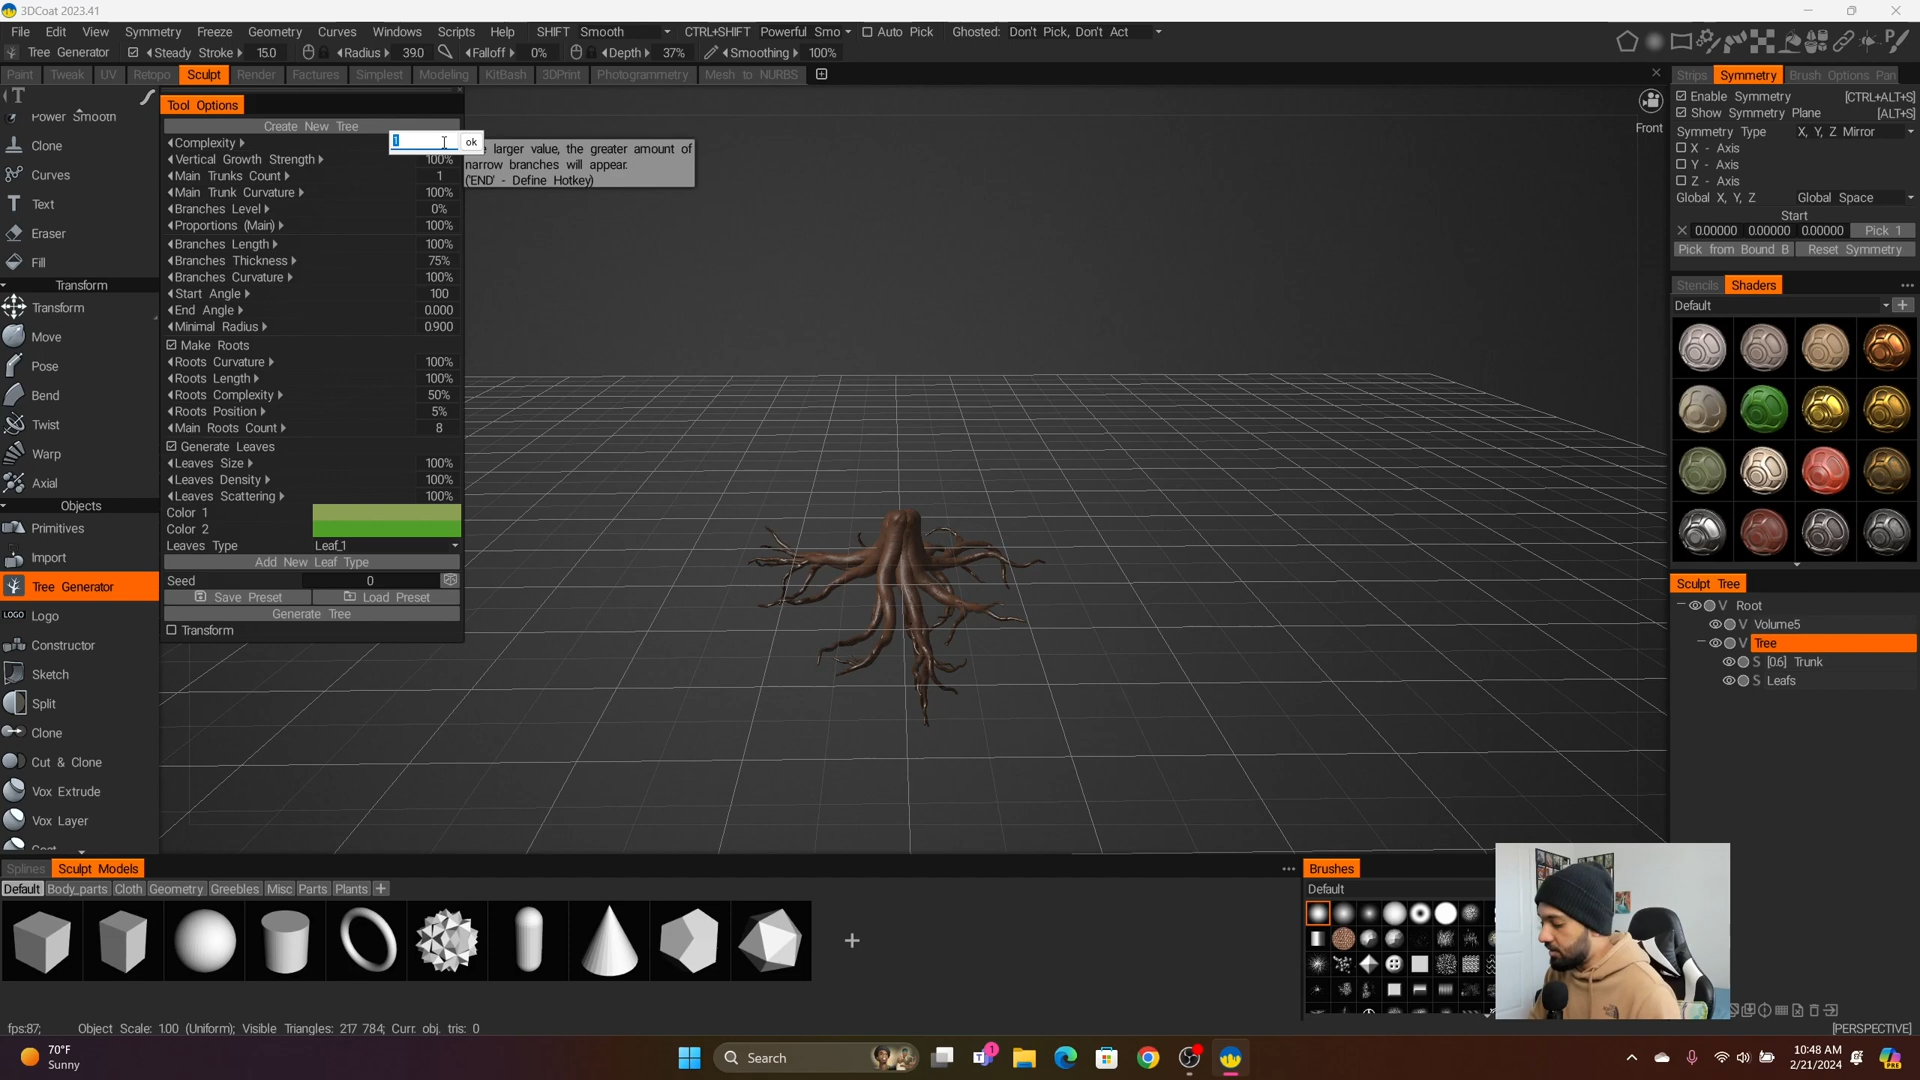 3DCoat 2023.41
File Edit View Symmetry Freeze Geometry Curves Windows Scripts Help SHIFT Smooth CTRL+SHIFT Powerful Smo Auto Pick Ghosted: Don't Pick, Don't Act
Tree Generator Steady Stroke 15.0 Radius 39.0 Falloff 0% Depth 37% Smoothing 100%
Paint Tweak UV Retopo Sculpt Render Factures Simplest Modeling KitBash 3DPrint Photogrammetry Mesh to NURBS
Strips Symmetry Brush Options Pan
Power Smooth
Clone
Curves
Text
Eraser
Fill
Transform
Transform
Move
Pose
Bend
Twist
Warp
Axial
Objects
Primitives
Import
Tree Generator
LOGO Logo
Constructor
Sketch
Split
Clone
Cut & Clone
Vox Extrude
Vox Layer
Tool Options
Create New Tree
Complexity 1 ok
Vertical Growth Strength 100%
Main Trunks Count 1
Main Trunk Curvature 100%
Branches Level 0%
Proportions (Main) 100%
Branches Length 100%
Branches Thickness 75%
Branches Curvature 100%
Start Angle 100
End Angle 0.000
Minimal Radius 0.900
Make Roots
Roots Curvature 100%
Roots Length 100%
Roots Complexity 50%
Roots Position 5%
Main Roots Count 8
Generate Leaves
Leaves Size 100%
Leaves Density 100%
Leaves Scattering 100%
Color 1
Color 2
Leaves Type Leaf_1
Add New Leaf Type
Seed 0
Save Preset Load Preset
Generate Tree
Transform
larger value, the greater amount of
narrow branches will appear.
('END' - Define Hotkey)
Front
Enable Symmetry [CTRL+ALT+S]
Show Symmetry Plane [ALT+S]
Symmetry Type X, Y, Z Mirror
X - Axis
Y - Axis
Z - Axis
Global X, Y, Z Global Space
Start
0.00000 0.00000 0.00000 Pick 1
Pick from Bound B Reset Symmetry
Stencils Shaders
Default
Sculpt Tree
V Root
V Volume5
V Tree
S [0.6] Trunk
S Leafs
Splines Sculpt Models
Default Body_parts Cloth Geometry Greebles Misc Parts Plants
Brushes
Default
fps:87; Object Scale: 1.00 (Uniform); Visible Triangles: 217 784; Curr. obj. tris: 0
[PERSPECTIVE]
70°F
Sunny
Search
1
10:48 AM
2/21/2024